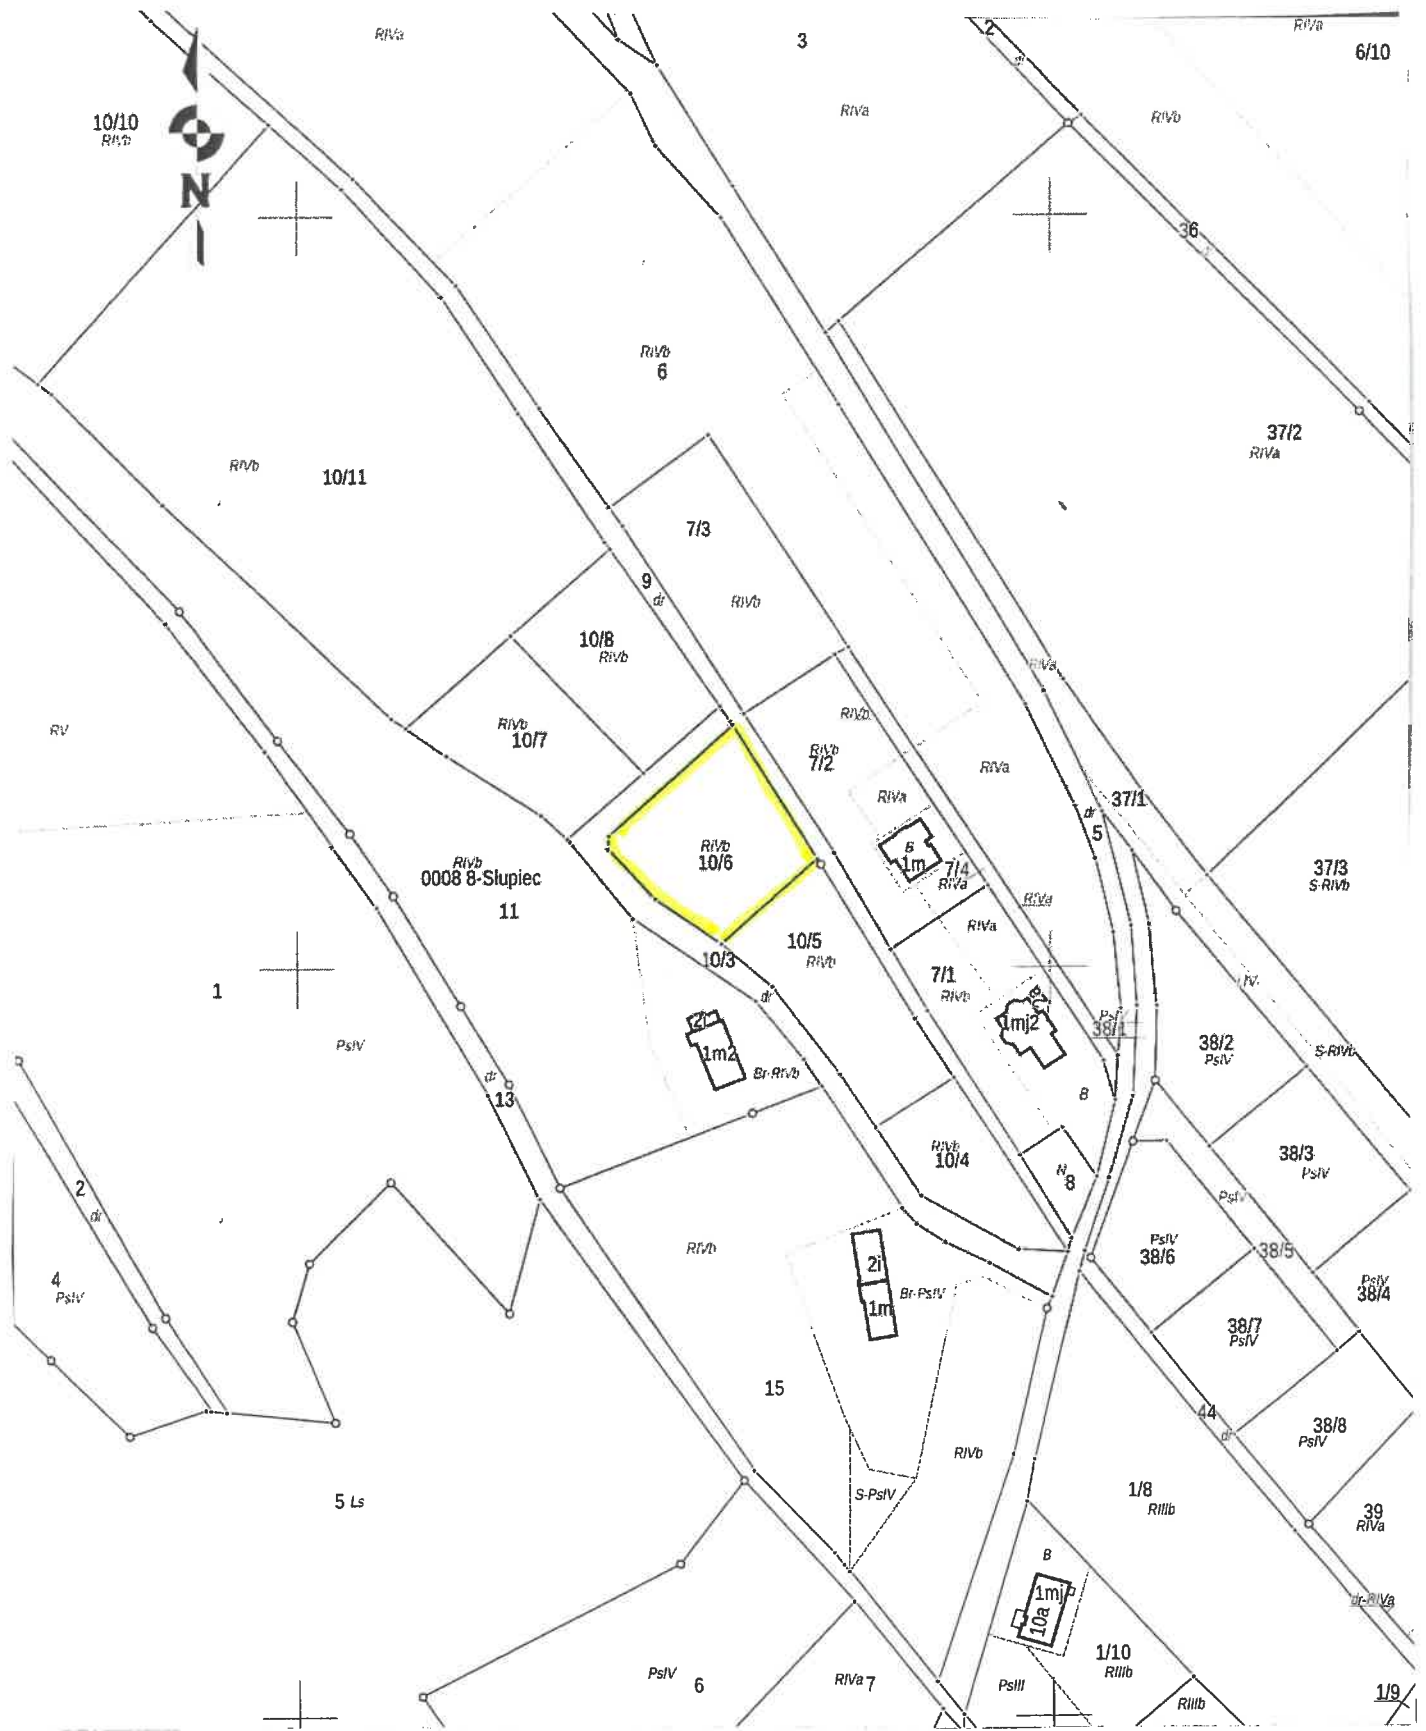 RIVa
3
2
RIVa
6/10
10/10
RIVb
RIVa
RIVb
N
36
RIVb
6
37/2
RIVa
RIVb
10/11
7/3
9
dr
RIVb
10/8
RIVb
RIVa
RIVb
10/7
RV
RIVb
RIVb
7/2
RIVa
RIVa
37/1
dr
5
RIVb
10/6
B
1m
7/4
RIVa
37/3
S-RIVb
RIVb
0008 8-Słupiec
11
RIVa
RIVa
10/5
RIVb
10/3
7/1
RIVb
1
dr
2i
1m2
Br-RIVb
1mj2
38/1
38/2
PsIV
S-RIVb
PsIV
dr
13
B
RIVb
10/4
N
8
38/3
PsIV
2
dr
PsIV
4
PsIV
RIVb
2i
1m
Br-PsIV
PsIV
38/6
38/5
PsIV
38/4
38/7
PsIV
15
44
dr
38/8
PsIV
RIVb
S-PsIV
5 Ls
1/8
RIIIb
39
RIVa
B
1mj
10a
dr-RIVa
1/10
RIIIb
PsIV
6
RIVa 7
PsIII
RIIIb
1/9